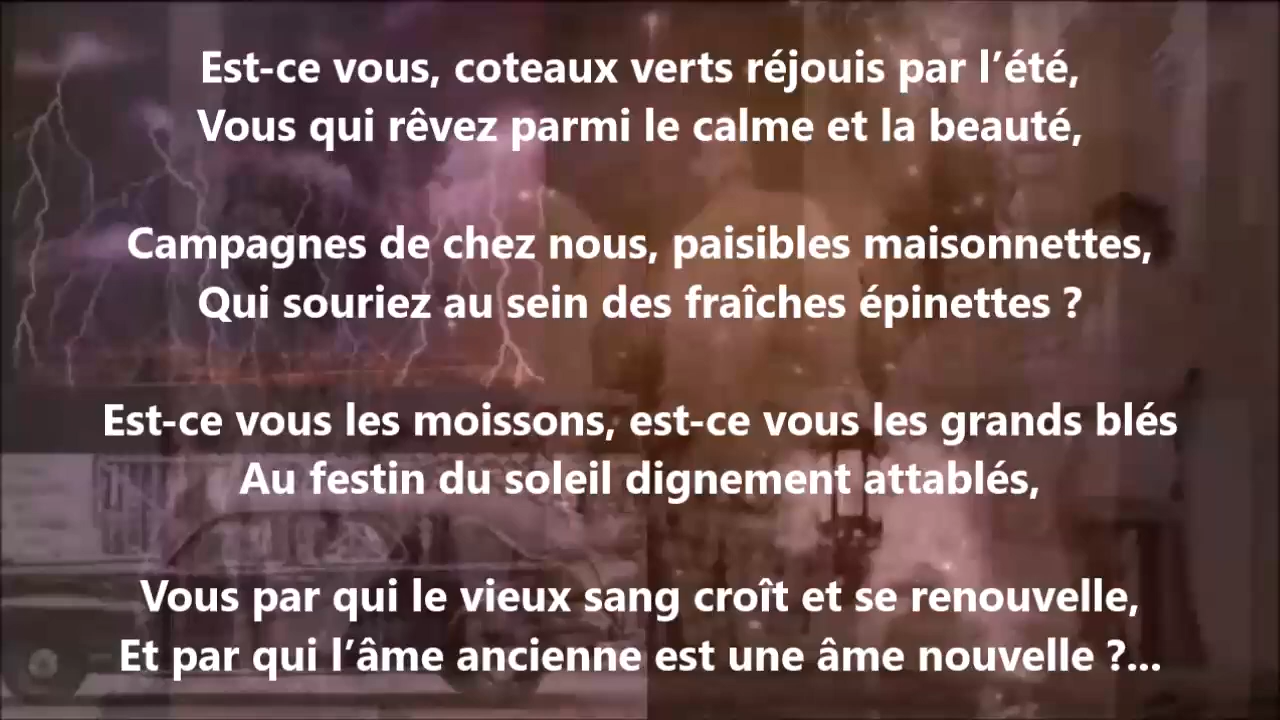 Est-ce vous, coteaux verts réjouis par l’été,
Vous qui rêvez parmi le calme et la beauté,
Campagnes de chez nous, paisibles maisonnettes,
Qui souriez au sein des fraîches épinettes ?
Est-ce vous les moissons, est-ce vous les grands blés
Au festin du soleil dignement attablés,
Vous par qui le vieux sang croît et se renouvelle,
Et par qui l’âme ancienne est une âme nouvelle ?...